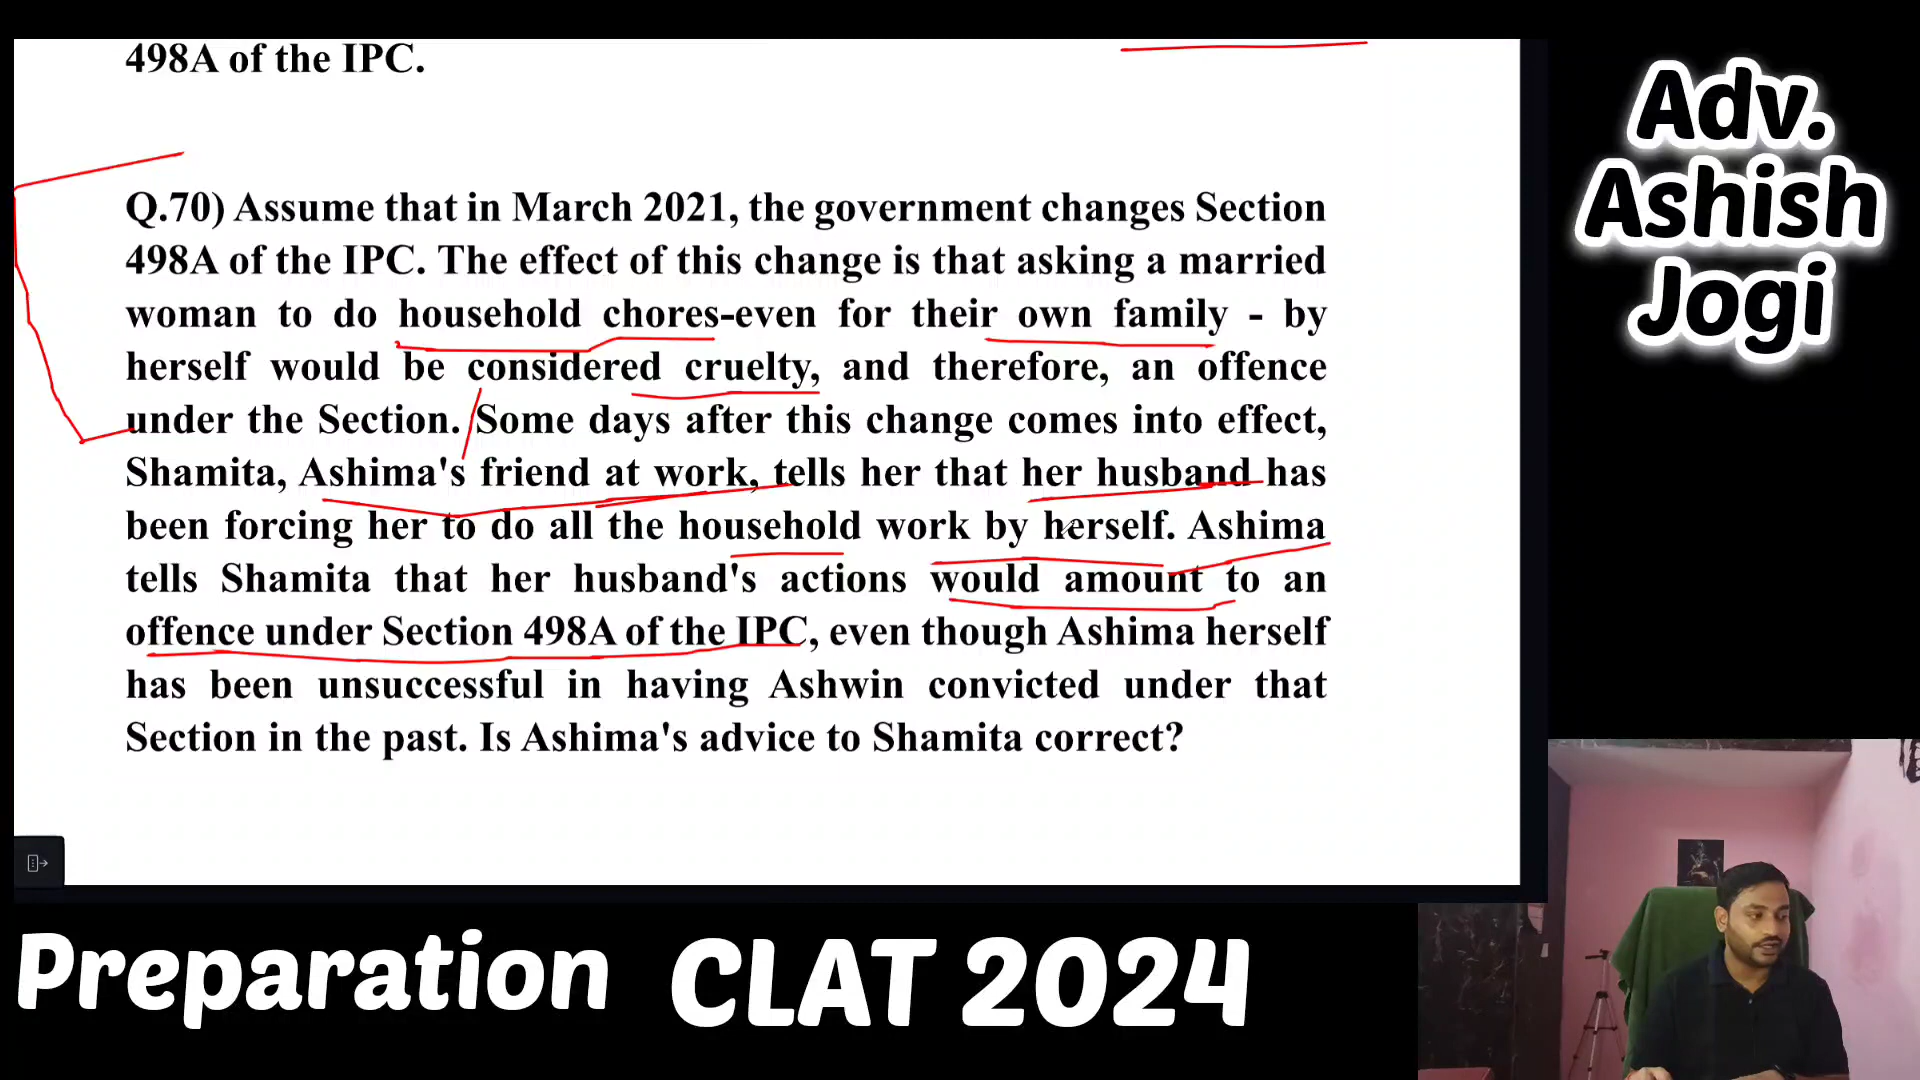 498A of the IPC.
Q.70) Assume that in March 2021, the government changes Section
498A of the IPC. The effect of this change is that asking a married
woman to do household chores-even for their own family - by
herself would be considered cruelty, and therefore, an offence
under the Section. Some days after this change comes into effect,
Shamita, Ashima's friend at work, tells her that her husband has
been forcing her to do all the household work by herself. Ashima
tells Shamita that her husband's actions would amount to an
offence under Section 498A of the IPC, even though Ashima herself
has been unsuccessful in having Ashwin convicted under that
Section in the past. Is Ashima's advice to Shamita correct?
Adv.
Ashish
Jogi
Preparation CLAT 2024